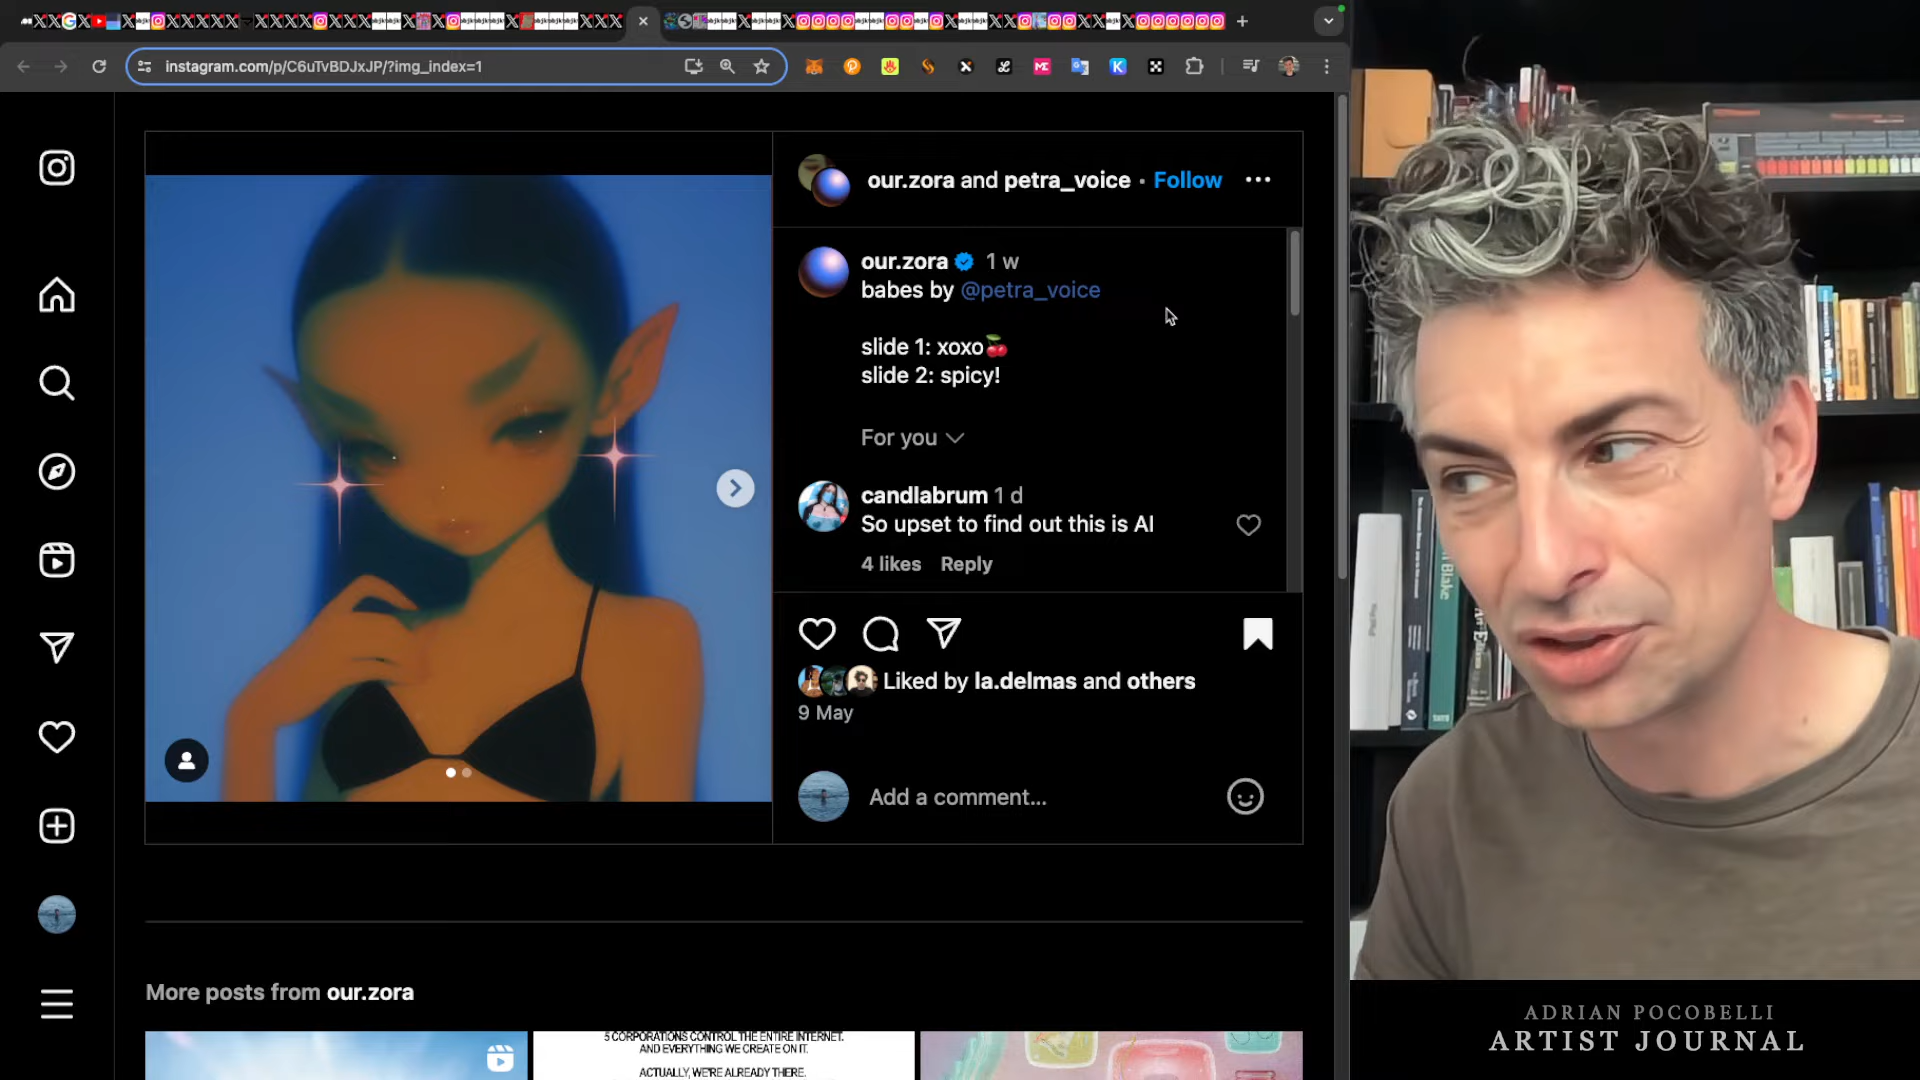 instagram.com/p/C6uTvBDJxJP/?img_index=1
our.zora and petra_voice • Follow
our.zora 1 w
babes by @petra_voice
slide 1: xoxo🍒
slide 2: spicy!
For you
candlabrum 1 d
So upset to find out this is AI
4 likes Reply
Liked by la.delmas and others
9 May
Add a comment...
More posts from our.zora
5 CORPORATIONS CONTROL THE ENTIRE INTERNET.
AND EVERYTHING WE CREATE ON IT.
ACTUALLY, WE'RE ALREADY THERE.
ADRIAN POCOBELLI
ARTIST JOURNAL